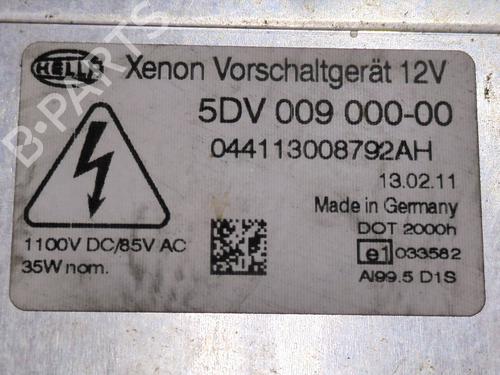 HELLA
Xenon Vorschaltgerät 12V
5DV 009 000-00
044113008792AH
13.02.11
Made in Germany
DOT 2000h
e1 033582
Al99.5 D1S
1100V DC/85V AC
35W nom.
B-PARTS